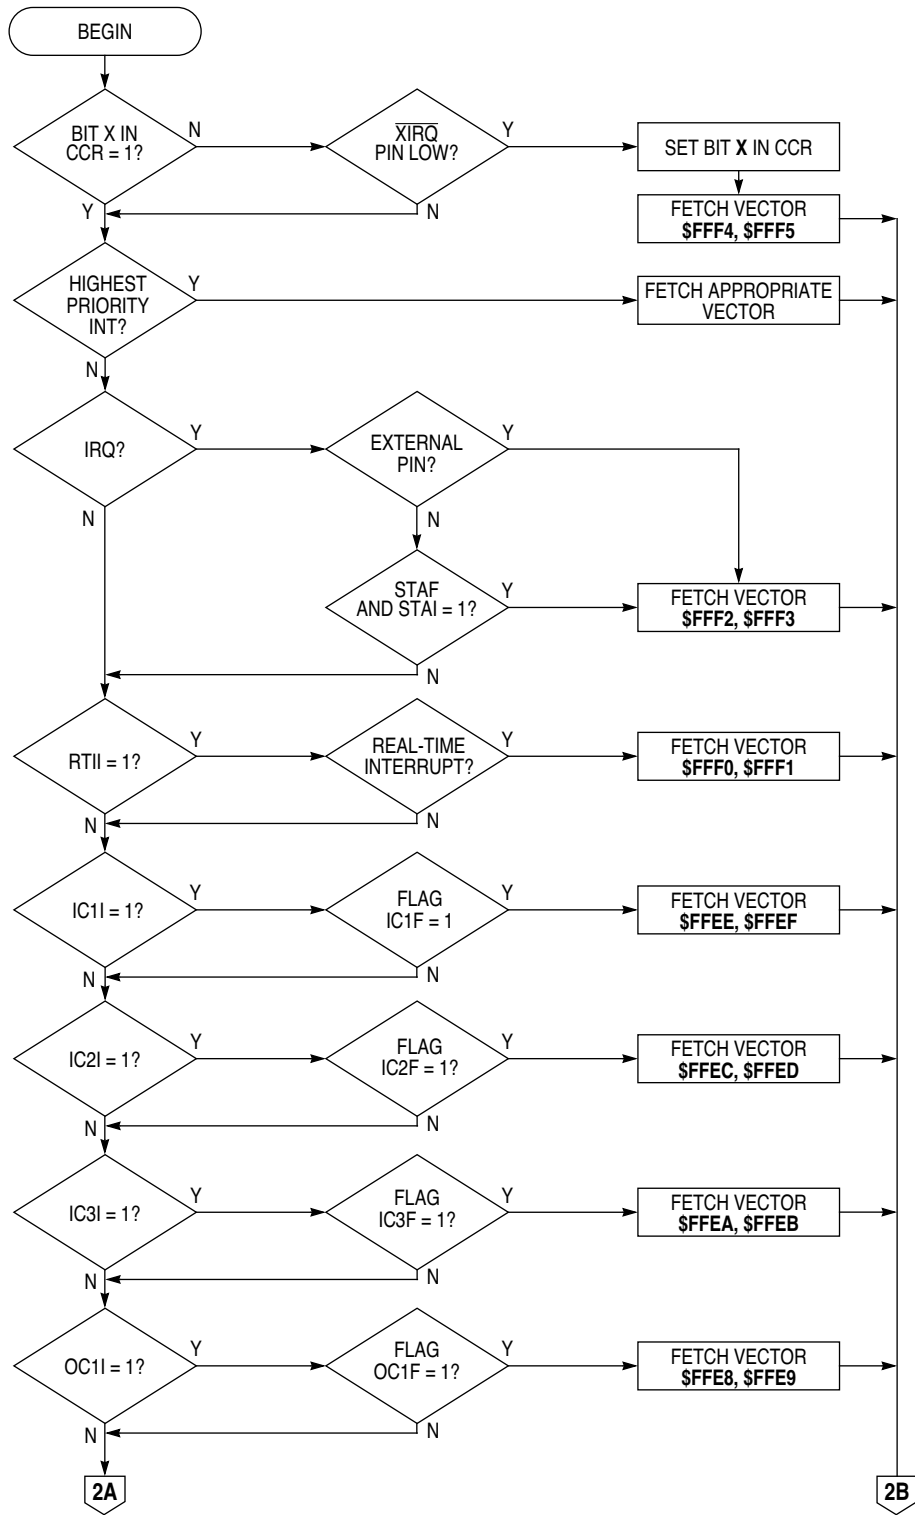 BEGIN
BIT X IN
CCR = 1?
N
XIRQ
PIN LOW?
Y
SET BIT X IN CCR
Y
N
FETCH VECTOR
$FFF4, $FFF5
HIGHEST
PRIORITY
INT?
Y
FETCH APPROPRIATE
VECTOR
N
IRQ?
Y
EXTERNAL
PIN?
Y
N
N
STAF
AND STAI = 1?
Y
FETCH VECTOR
$FFF2, $FFF3
N
RTII = 1?
Y
REAL-TIME
INTERRUPT?
Y
FETCH VECTOR
$FFF0, $FFF1
N
N
IC1I = 1?
Y
FLAG
IC1F = 1
Y
FETCH VECTOR
$FFEE, $FFEF
N
N
IC2I = 1?
Y
FLAG
IC2F = 1?
Y
FETCH VECTOR
$FFEC, $FFED
N
N
IC3I = 1?
Y
FLAG
IC3F = 1?
Y
FETCH VECTOR
$FFEA, $FFEB
N
N
OC1I = 1?
Y
FLAG
OC1F = 1?
Y
FETCH VECTOR
$FFE8, $FFE9
N
N
2A
2B